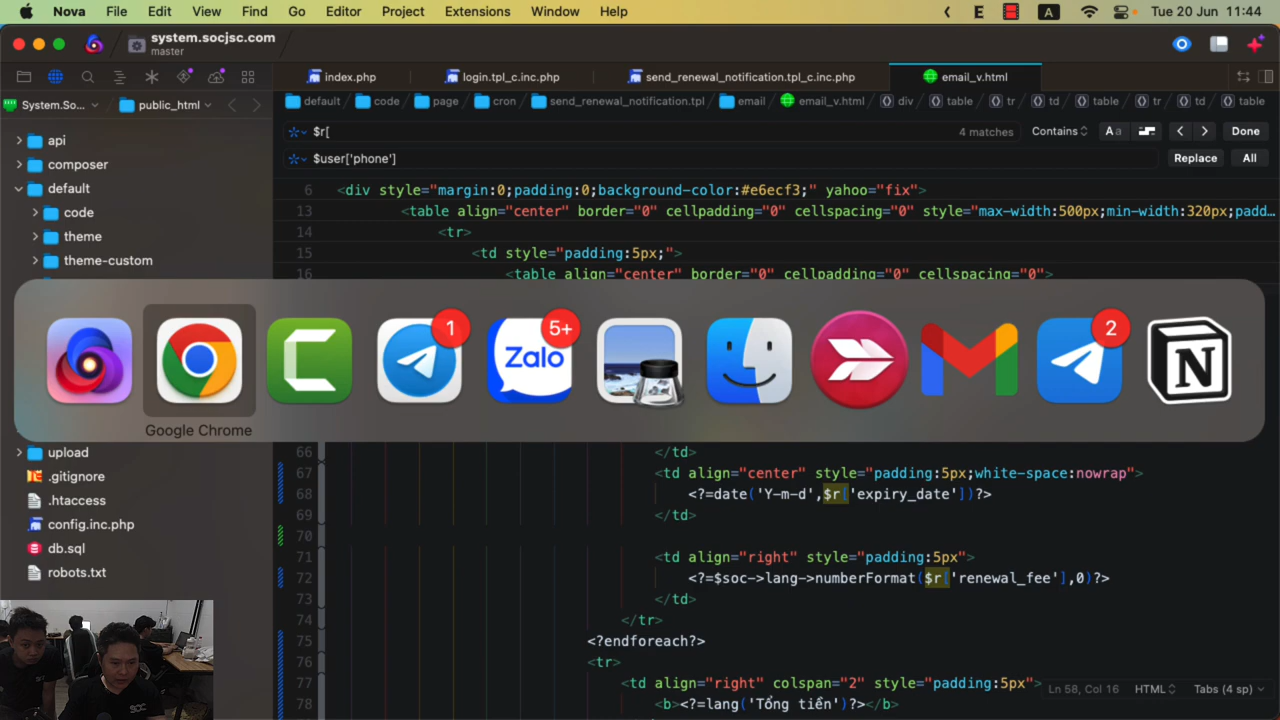 Nova File Edit View Find Go Editor Project Extensions Window Help E A Tue 20 Jun 11:44
system.socjsc.com
master
index.php login.tpl_c.inc.php send_renewal_notification.tpl_c.inc.php email_v.html
System.So... public_html default code page cron send_renewal_notification.tpl email email_v.html div table tr td table tr td table
$r[ 4 matches Contains Aa Done
$user['phone'] Replace All
api
composer
default
code
theme
theme-custom
6 <div style="margin:0;padding:0;background-color:#e6ecf3;" yahoo="fix">
13 <table align="center" border="0" cellpadding="0" cellspacing="0" style="max-width:500px;min-width:320px;padd...
14 <tr>
15 <td style="padding:5px;">
16 <table align="center" border="0" cellpadding="0" cellspacing="0">
1 5+ Zalo 2
Google Chrome
upload
.gitignore
.htaccess
config.inc.php
db.sql
robots.txt
66 </td>
67 <td align="center" style="padding:5px;white-space:nowrap">
68 <?=date('Y-m-d',$r['expiry_date'])?>
69 </td>
70
71 <td align="right" style="padding:5px">
72 <?=$soc->lang->numberFormat($r['renewal_fee'],0)?>
73 </td>
74 </tr>
75 <?endforeach?>
76 <tr>
77 <td align="right" colspan="2" style="padding:5px">
78 <b><?=lang('Tổng tiền')?></b>
Ln 58, Col 16 HTML Tabs (4 sp)
SOC